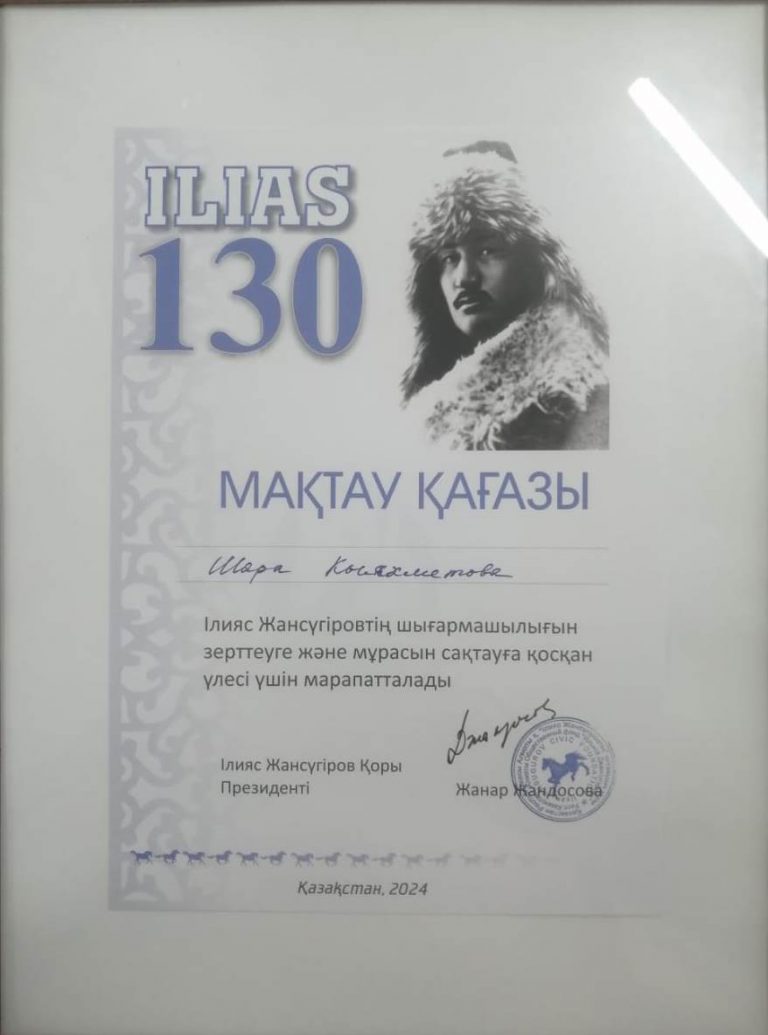 ILIAS
130
МАҚТАУ ҚАҒАЗЫ
Шара
Ілияс Жансүгіровтің шығармашылығын
зерттеуге және мұрасын сақтауға қосқан
үлесі үшін марапатталады
Ілияс Жансүгіров Қоры
Президенті
Жанар Жандосова
Қазақстан, 2024